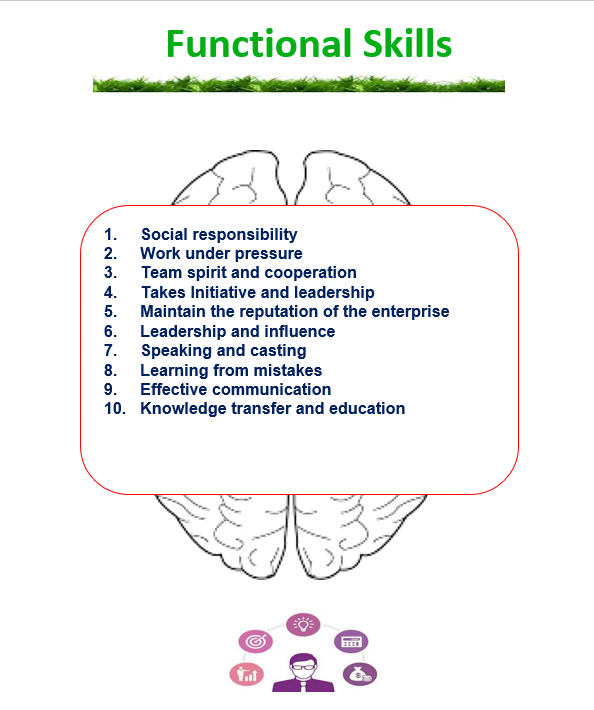 Functional Skills
1. Social responsibility
2. Work under pressure
3. Team spirit and cooperation
4. Takes Initiative and leadership
5. Maintain the reputation of the enterprise
6. Leadership and influence
7. Speaking and casting
8. Learning from mistakes
9. Effective communication
10. Knowledge transfer and education